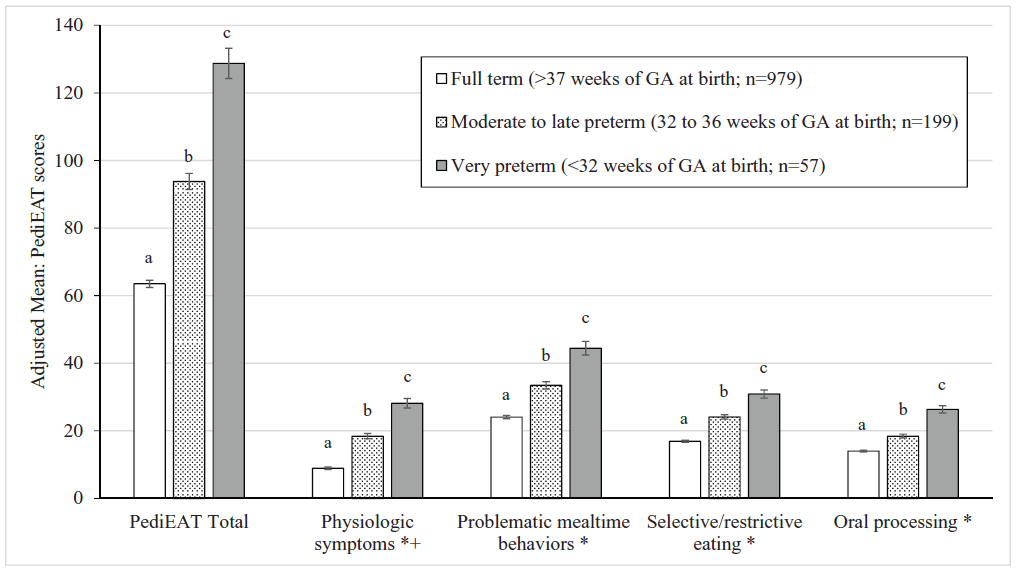 140
120
100
80
60
40
20
0
Adjusted Mean: PediEAT scores
Full term (>37 weeks of GA at birth; n=979)
Moderate to late preterm (32 to 36 weeks of GA at birth; n=199)
Very preterm (<32 weeks of GA at birth; n=57)
a
b
c
a
b
c
a
b
c
a
b
c
a
b
c
PediEAT Total
Physiologic
symptoms *+
Problematic mealtime
behaviors *
Selective/restrictive
eating *
Oral processing *